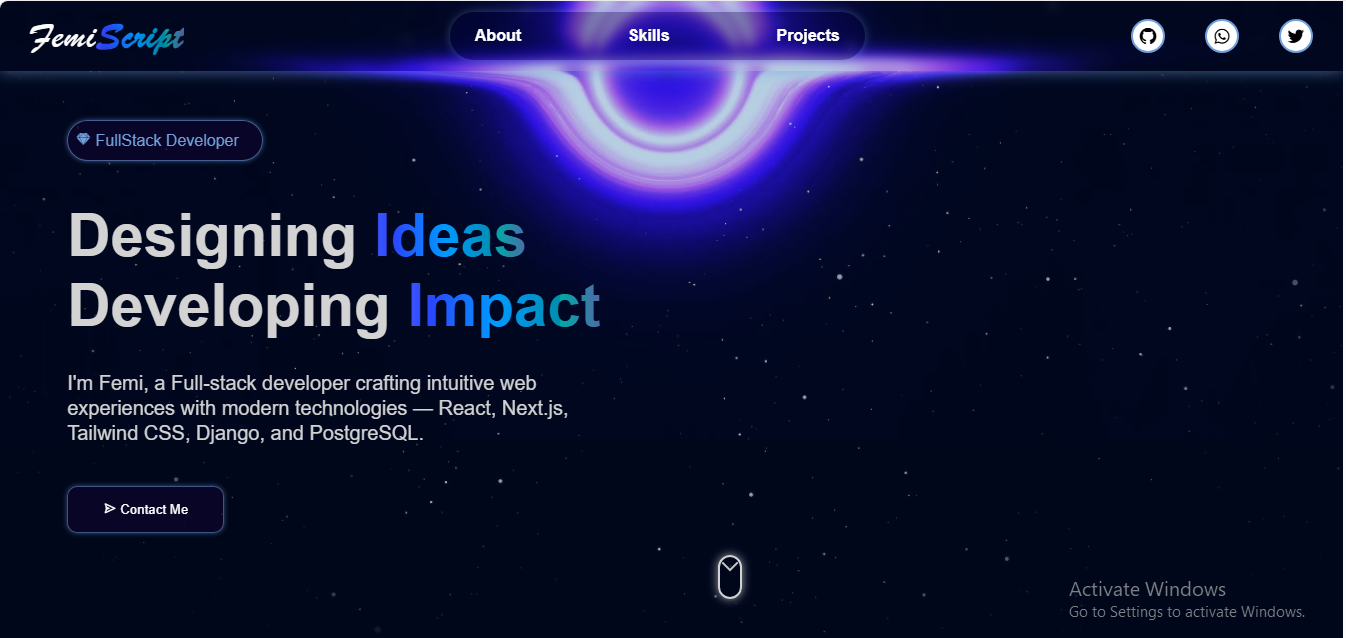 FemiScript
About Skills Projects
FullStack Developer
Designing Ideas
Developing Impact
I'm Femi, a Full-stack developer crafting intuitive web
experiences with modern technologies — React, Next.js,
Tailwind CSS, Django, and PostgreSQL.
Contact Me
Activate Windows
Go to Settings to activate Windows.